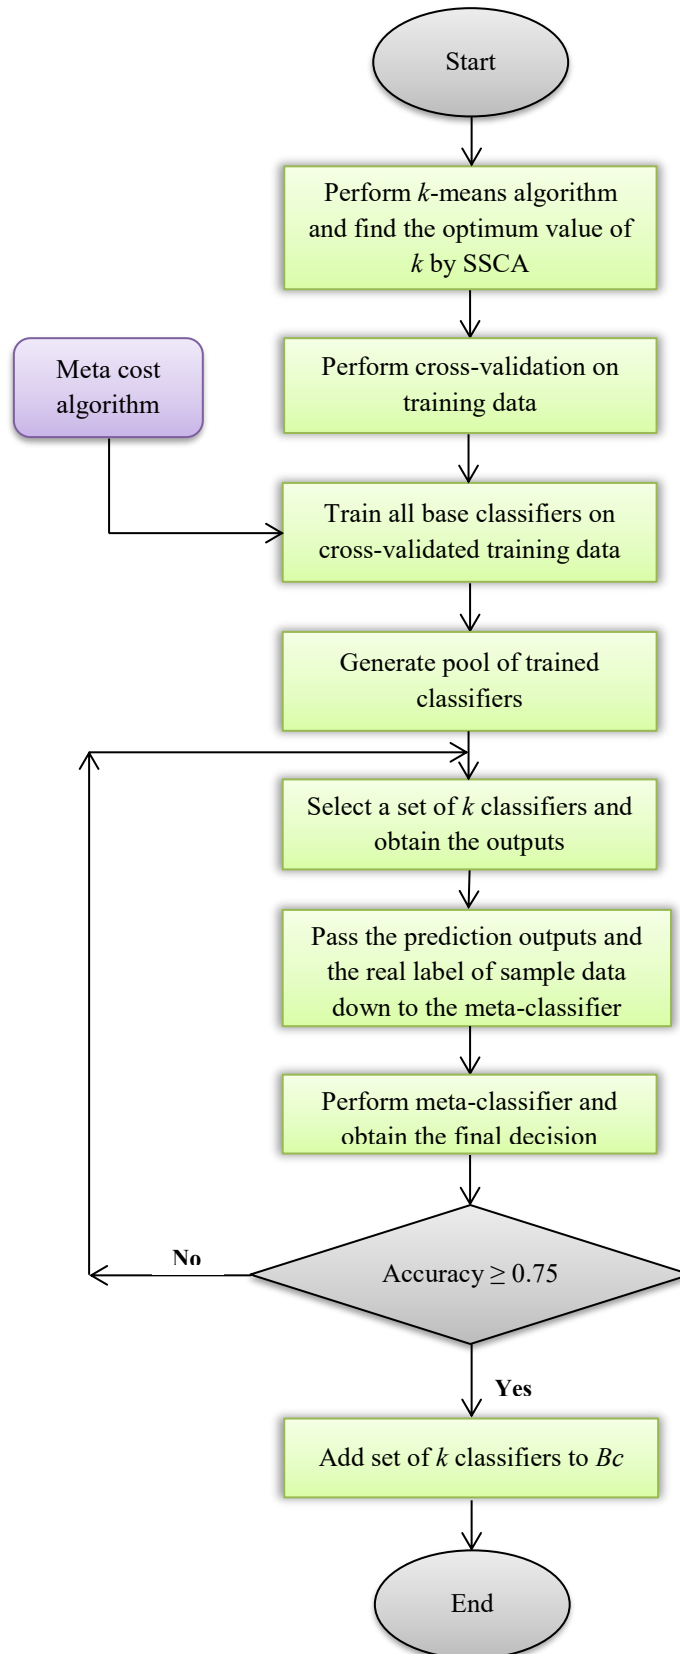 Start
Perform k-means algorithm
and find the optimum value of
k by SSCA
Meta cost
algorithm
Perform cross-validation on
training data
Train all base classifiers on
cross-validated training data
Generate pool of trained
classifiers
Select a set of k classifiers and
obtain the outputs
Pass the prediction outputs and
the real label of sample data
down to the meta-classifier
Perform meta-classifier and
obtain the final decision
No
Accuracy ≥ 0.75
Yes
Add set of k classifiers to Bc
End